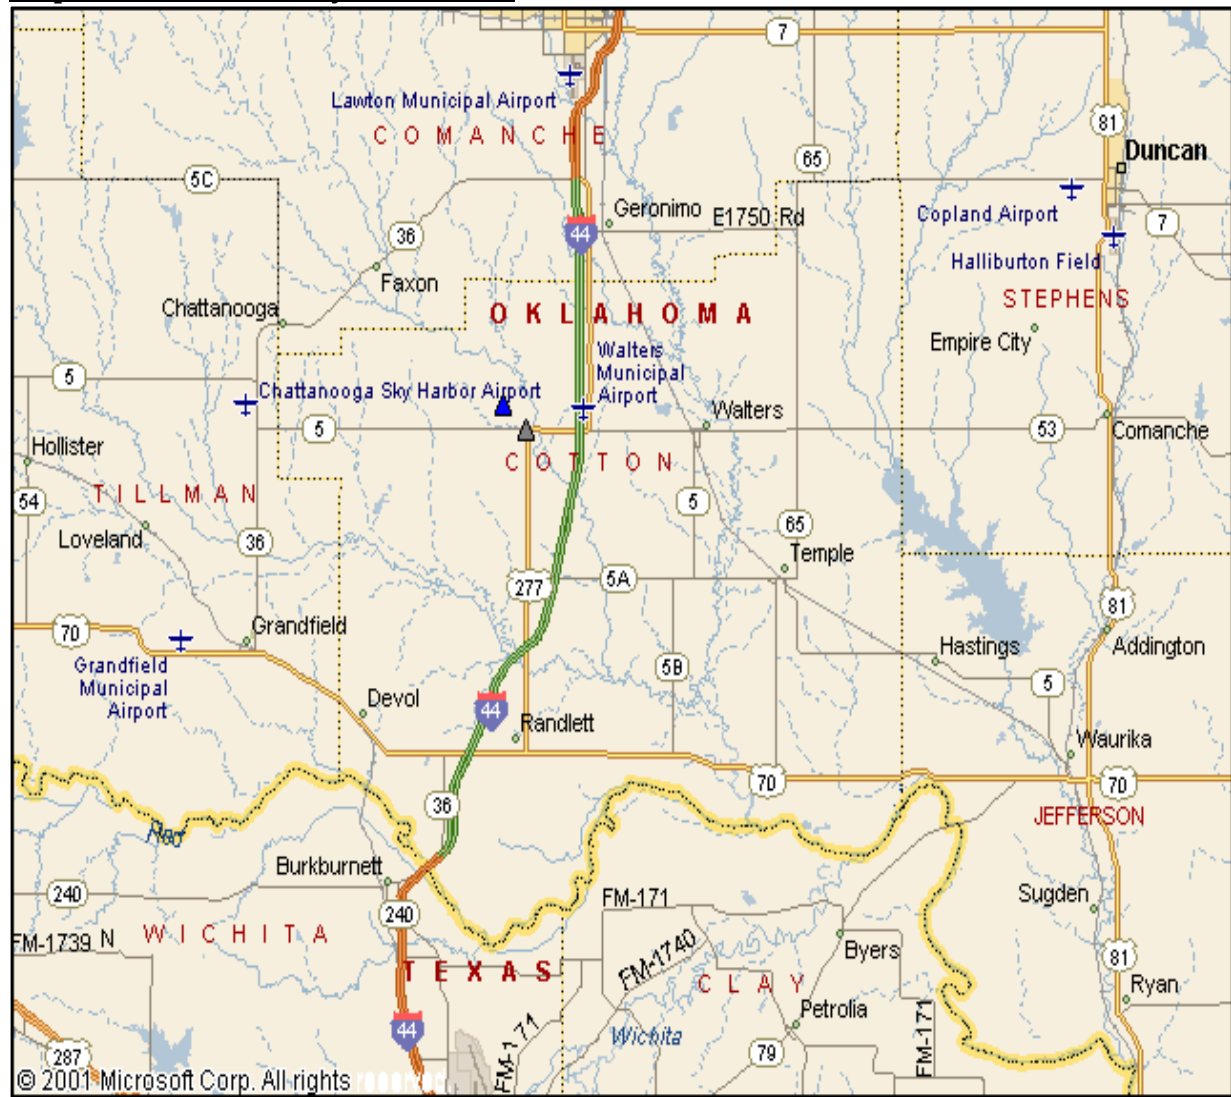 7
Lawton Municipal Airport
COMANCHE
81
65
Duncan
5C
Geronimo
E1750 Rd
Copland Airport
7
36
44
Halliburton Field
Faxon
STEPHENS
Chattanooga
OKLAHOMA
Empire City
Walters
Municipal
Airport
5
Chattanooga Sky Harbor Airport
Walters
5
53
Comanche
Hollister
COTTON
54
TILLMAN
5
65
Loveland
36
Temple
277
5A
81
70
Grandfield
Addington
Grandfield
Municipal
Airport
5B
Hastings
5
Devol
44
Randlett
Waurika
70
70
36
JEFFERSON
Red
Burkburnett
240
FM-171
Sugden
240
WICHITA
FM-1739 N
Byers
FM-1740
81
TEXAS
CLAY
Ryan
Petrolia
44
FM-171
Wichita
FM-171
287
79
© 2001 Microsoft Corp. All rights reserved.